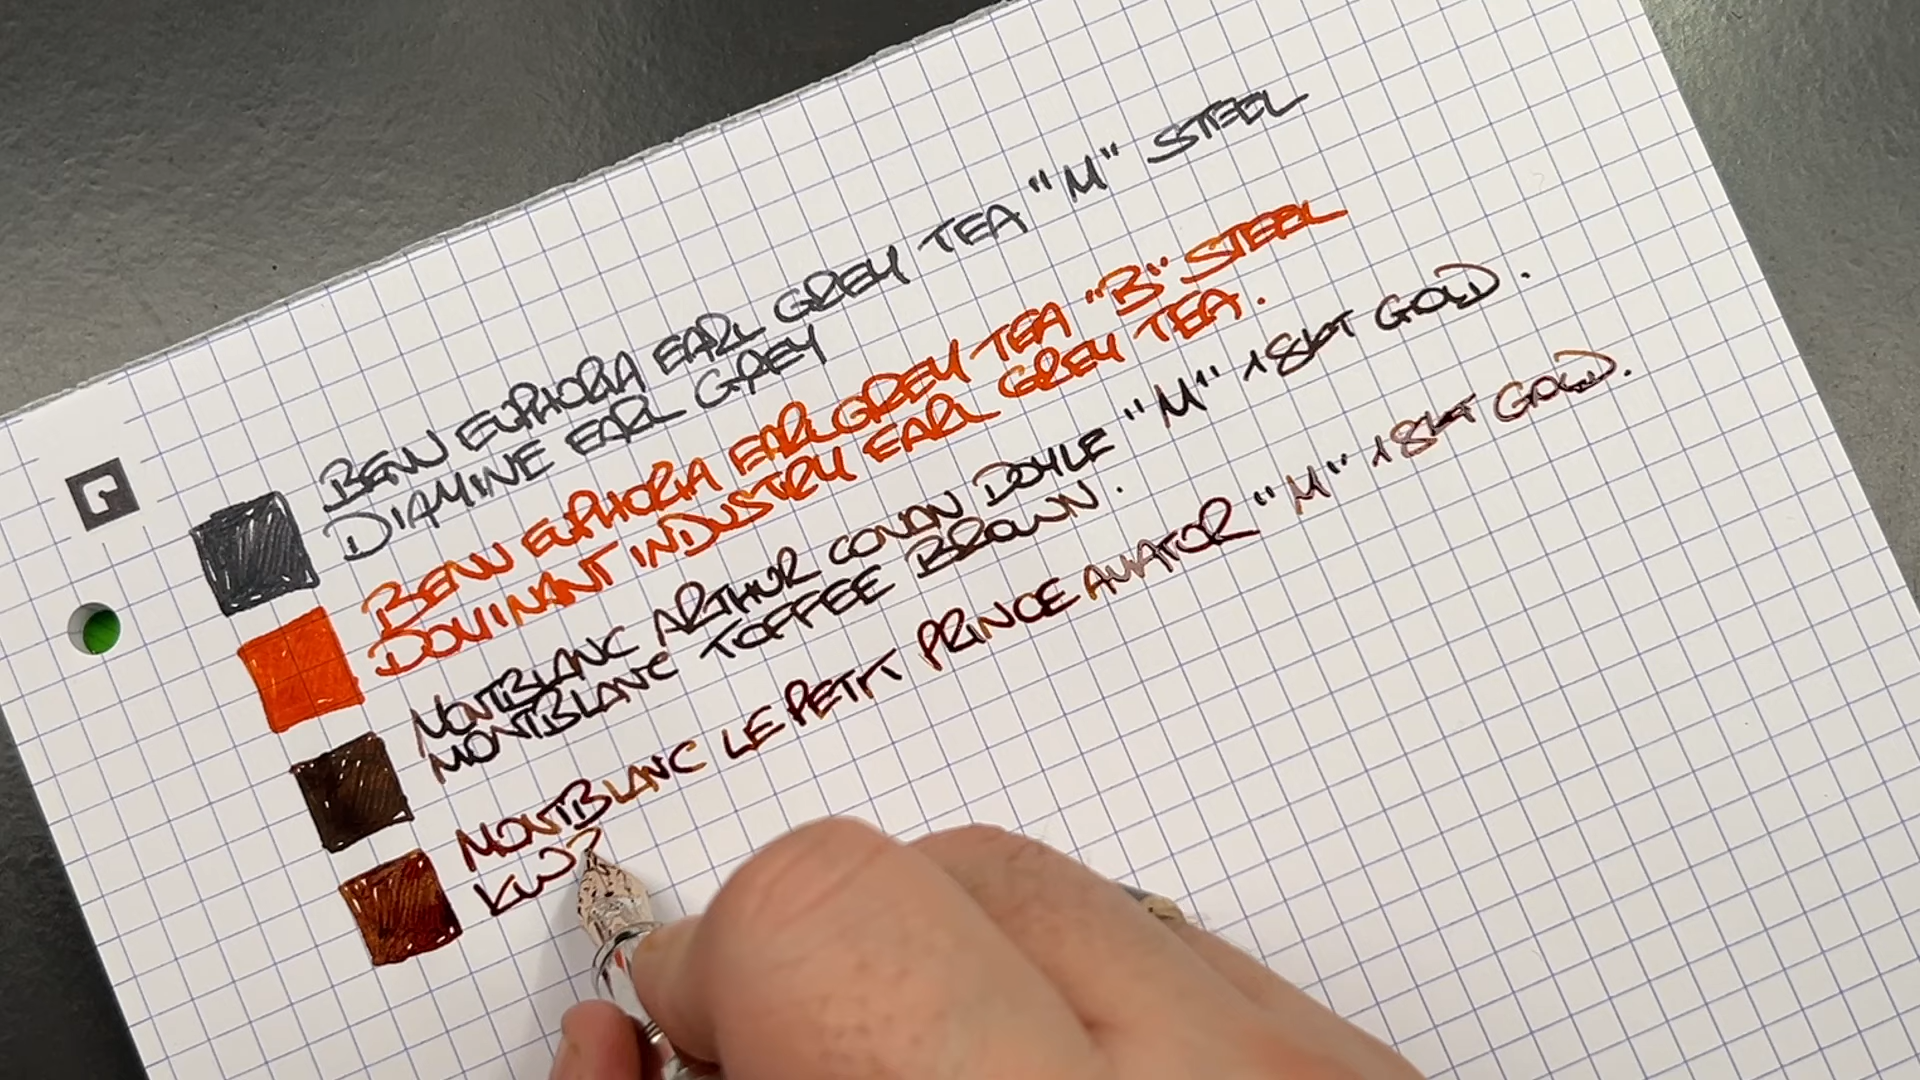 BENU EUPHORIA EARL GREY TEA "M" STEEL
DIAMINE EARL GREY
BENU EUPHORIA EARL GREY TEA "B" STEEL
DOMINANT INDUSTRY EARL GREY TEA.
MONTBLANC ARTHUR CONAN DOYLE "M" 18KT GOLD.
MONTBLANC TOFFEE BROWN.
MONTBLANC LE PETIT PRINCE AVIATOR "M" 18KT GOLD.
KWZ